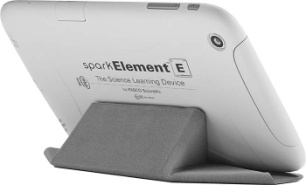 sparkElement E
The Science Learning Device
by PASCO Scientific